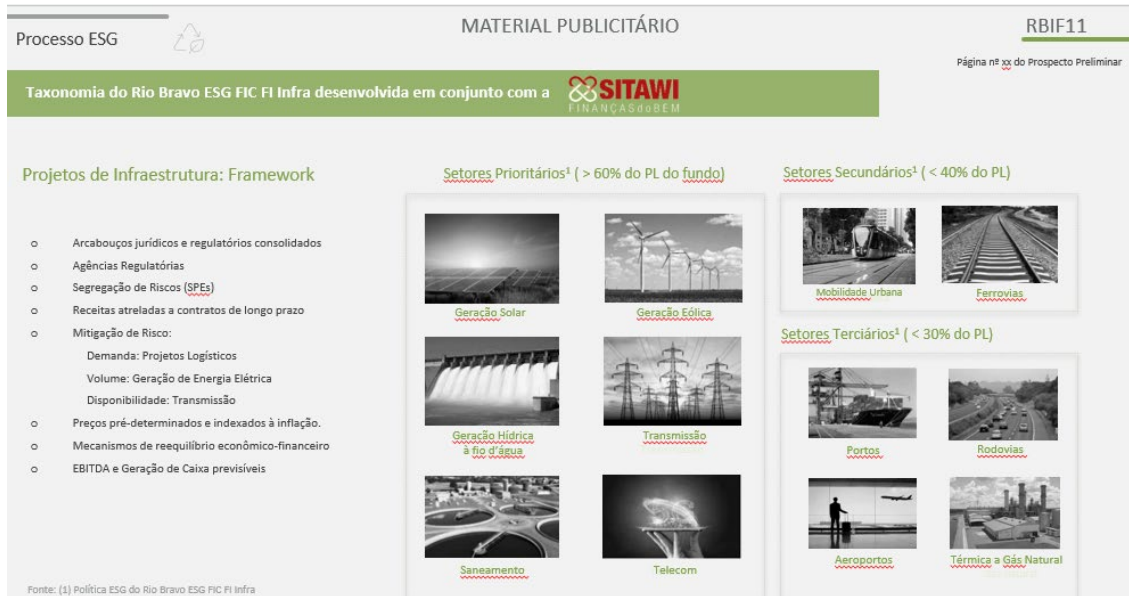 MATERIAL PUBLICITÁRIO
RBIF11
Processo ESG
Página nº xx do Prospecto Preliminar
Taxonomia do Rio Bravo ESG FIC FI Infra desenvolvida em conjunto com a
SITAWI
FINANÇAS do BEM
Projetos de Infraestrutura: Framework
o Arcabouços jurídicos e regulatórios consolidados
o Agências Regulatórias
o Segregação de Riscos (SPEs)
o Receitas atreladas a contratos de longo prazo
o Mitigação de Risco:
Demanda: Projetos Logísticos
Volume: Geração de Energia Elétrica
Disponibilidade: Transmissão
o Preços pré-determinados e indexados à inflação.
o Mecanismos de reequilíbrio econômico-financeiro
o EBITDA e Geração de Caixa previsíveis
Setores Prioritários¹ ( > 60% do PL do fundo)
Geração Solar
Geração Eólica
Geração Hídrica
à fio d'água
Transmissão
Saneamento
Telecom
Setores Secundários¹ ( < 40% do PL)
Mobilidade Urbana
Ferrovias
Setores Terciários¹ ( < 30% do PL)
Portos
Rodovias
Aeroportos
Térmica a Gás Natural
Fonte: (1) Política ESG do Rio Bravo ESG FIC FI Infra